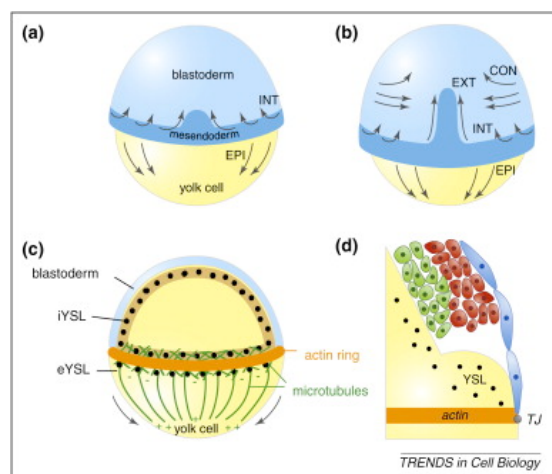 (a)
blastoderm
INT
mesendoderm
EPI
yolk cell
(b)
CON
EXT
INT
EPI
(c)
blastoderm
iYSL
eYSL
actin ring
microtubules
yolk cell
+ +
+ +
(d)
YSL
actin
TJ
TRENDS in Cell Biology